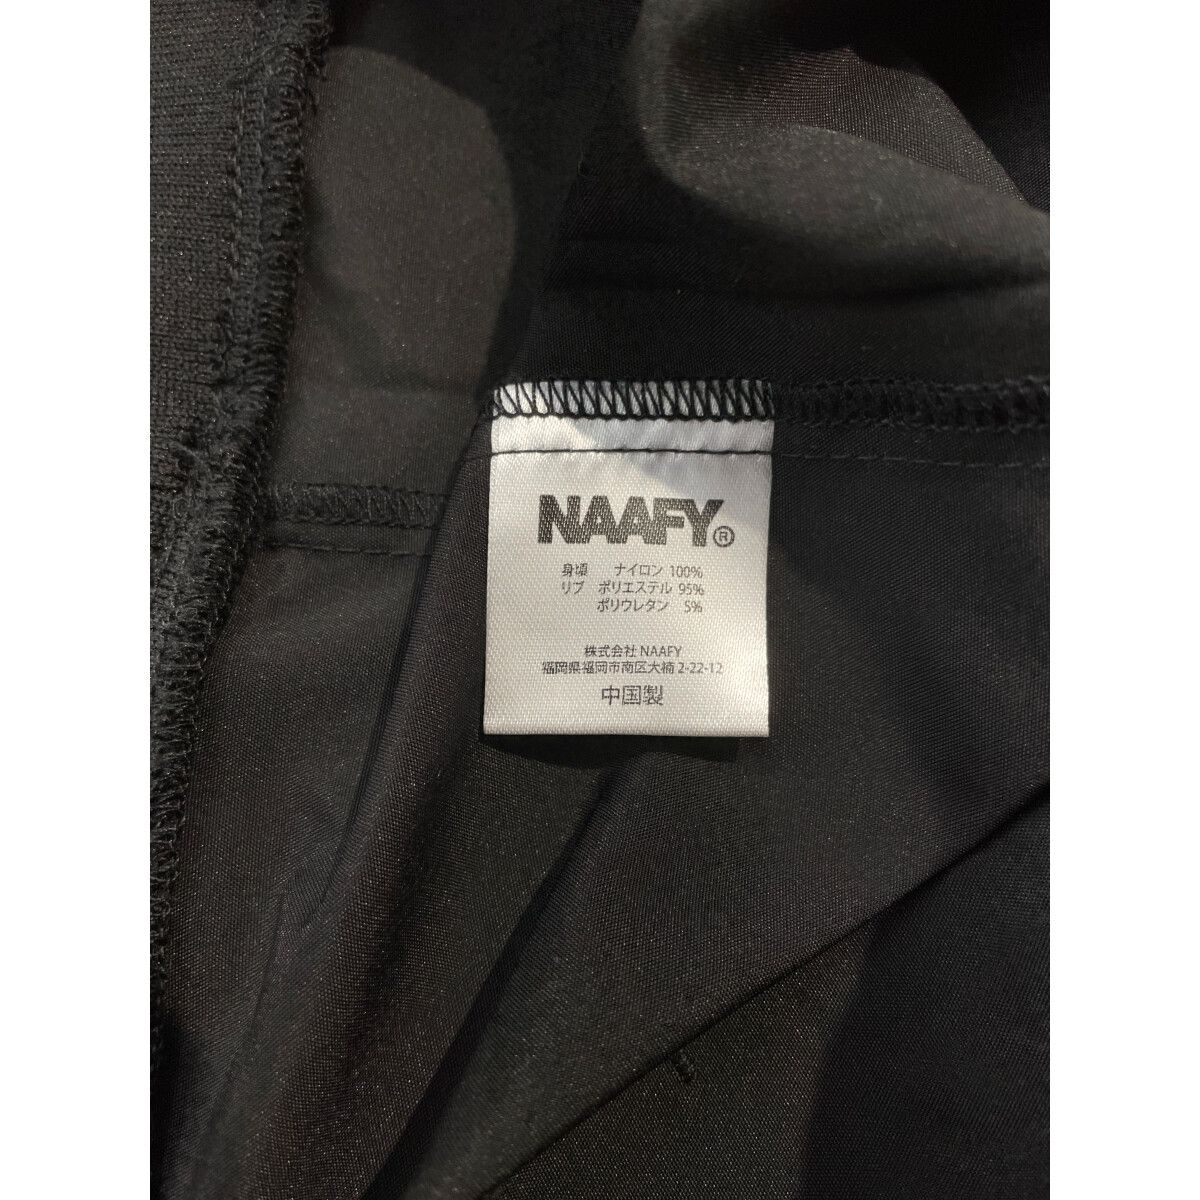 NAAFY®
身頃 ナイロン 100%
リブ ポリエステル 95%
ポリウレタン 5%
株式会社 NAAFY
福岡県福岡市南区大楠 2-22-12
中国製